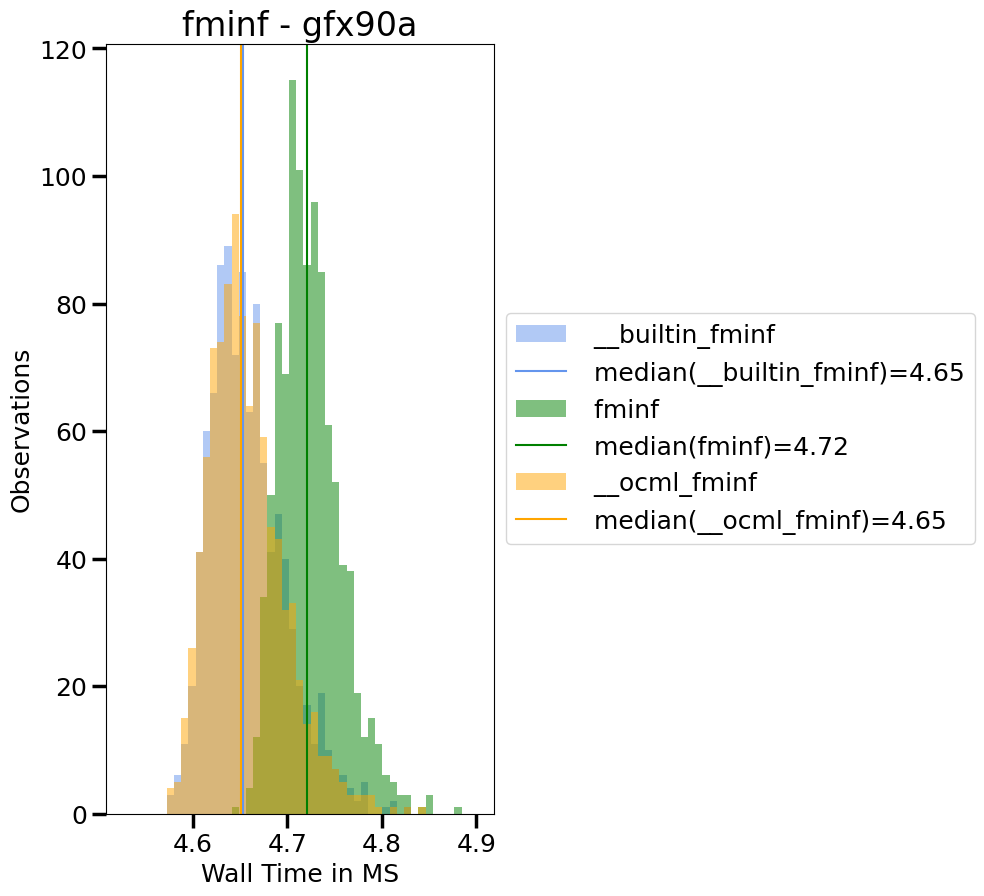 fminf - gfx90a
120
100
80
60
40
20
0
Observations
4.6
4.7
4.8
4.9
Wall Time in MS
__builtin_fminf
median(__builtin_fminf)=4.65
fminf
median(fminf)=4.72
__ocml_fminf
median(__ocml_fminf)=4.65